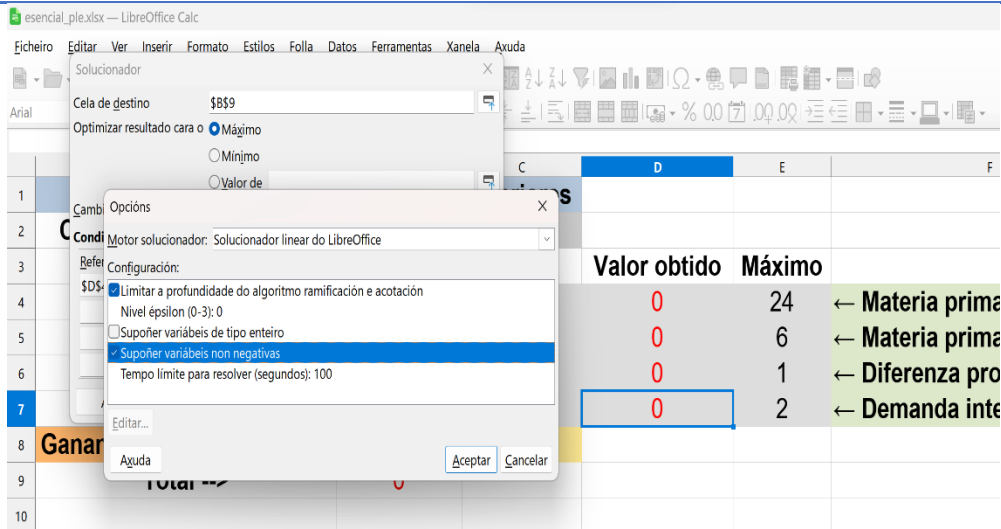 esencial_ple.xlsx — LibreOffice Calc
Ficheiro Editar Ver Inserir Formato Estilos Folla Datos Ferramentas Xanela Axuda
Solucionador
Arial
Cela de destino $B$9
Optimizar resultado cara o Máximo
Mínimo
Valor de
Opcións
Motor solucionador: Solucionador linear do LibreOffice
Configuración:
Limitar a profundidade do algoritmo ramificación e acotación
Nivel épsilon (0-3): 0
Supoñer variábeis de tipo enteiro
Supoñer variábeis non negativas
Tempo límite para resolver (segundos): 100
Editar...
Axuda Aceptar Cancelar
C D E F
1
2
3 Valor obtido Máximo
4 0 24 ← Materia prima
5 0 6 ← Materia prima
6 0 1 ← Diferenza pro
7 0 2 ← Demanda inte
8 Ganan
9 Total --> 0
10